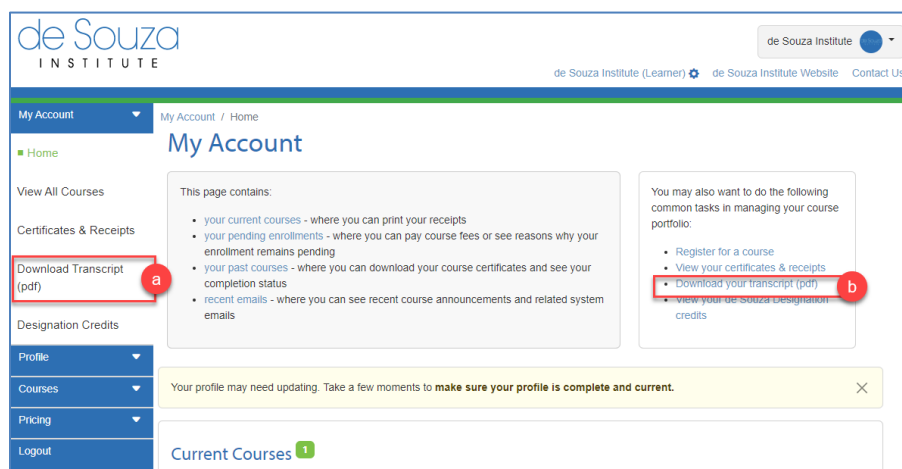 de Souza
INSTITUTE
de Souza Institute
de Souza Institute (Learner) de Souza Institute Website Contact Us
My Account
Home
View All Courses
Certificates & Receipts
Download Transcript
(pdf)
a
Designation Credits
Profile
Courses
Pricing
Logout
My Account / Home
My Account
This page contains:
your current courses - where you can print your receipts
your pending enrollments - where you can pay course fees or see reasons why your
enrollment remains pending
your past courses - where you can download your course certificates and see your
completion status
recent emails - where you can see recent course announcements and related system
emails
You may also want to do the following
common tasks in managing your course
portfolio:
Register for a course
View your certificates & receipts
Download your transcript (pdf)
b
View your de Souza Designation
credits
Your profile may need updating. Take a few moments to make sure your profile is complete and current.
Current Courses 1